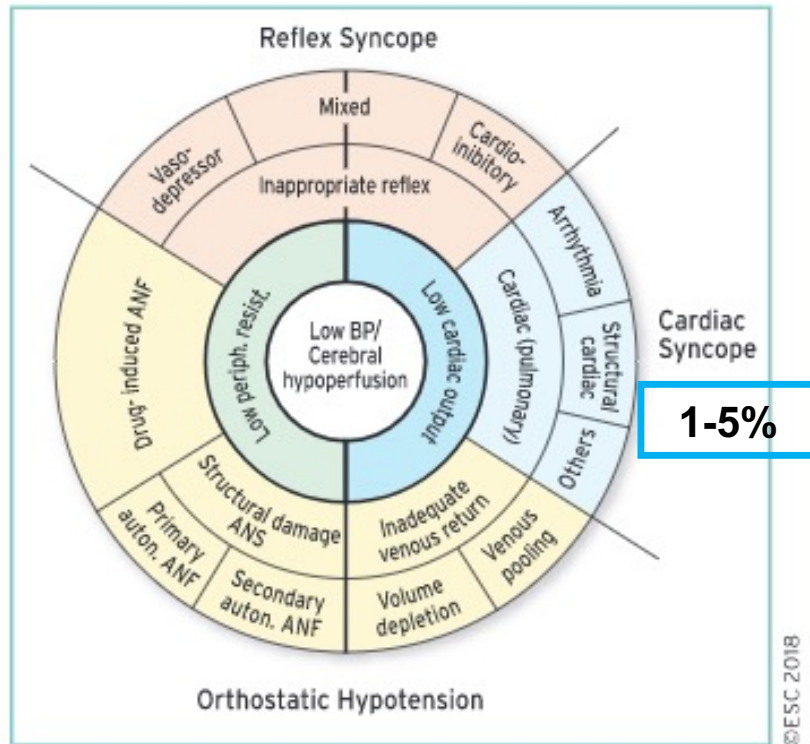 Reflex Syncope
Mixed
Vaso-
depressor
Cardio-
inibitory
Inappropriate reflex
Arrhythmia
Structural
cardiac
Others
Cardiac (pulmonary)
Cardiac
Syncope
1-5%
Low periph. resist.
Low cardiac output
Low BP/
Cerebral
hypoperfusion
Drug- induced ANF
Structural damage
ANS
Inadequate
venous return
Primary
auton. ANF
Secondary
auton. ANF
Volume
depletion
Venous
pooling
Orthostatic Hypotension
©ESC 2018